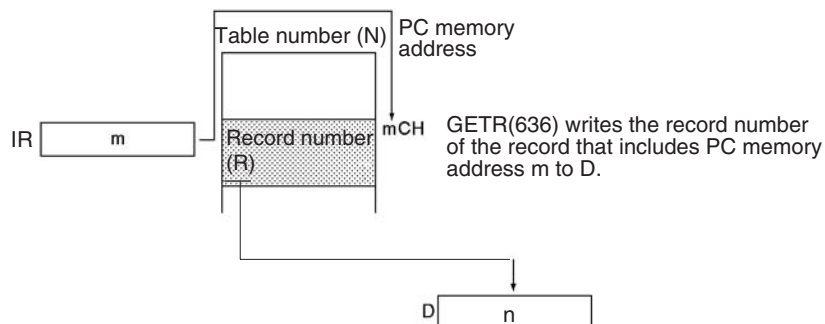 Table number (N)
PC memory
address
IR
m
Record number
(R)
mCH
GETR(636) writes the record number
of the record that includes PC memory
address m to D.
D
n